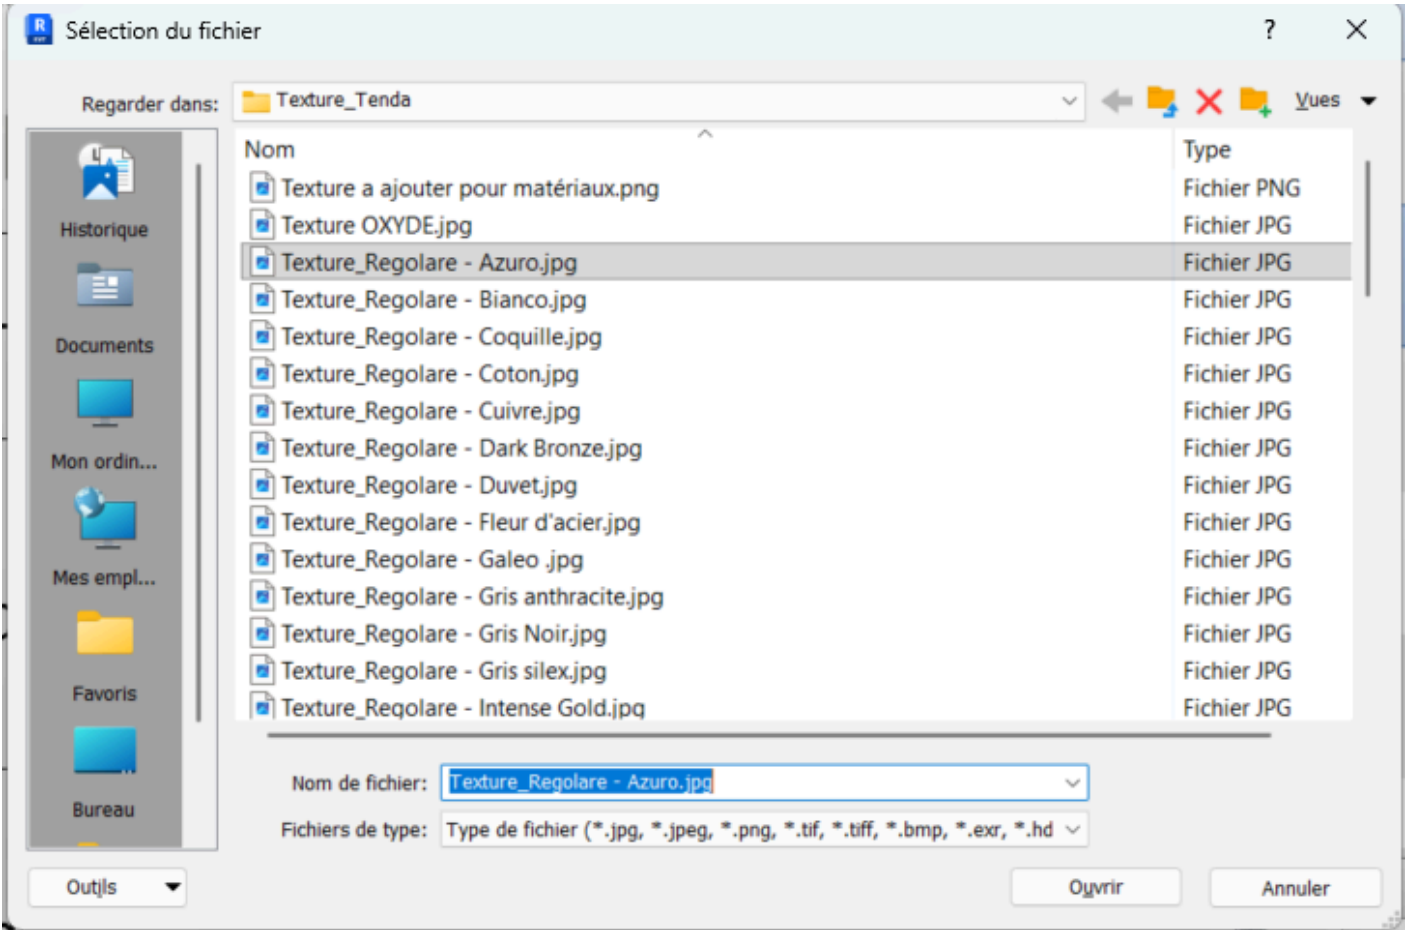 Sélection du fichier ?
Regarder dans: Texture_Tenda Vues
Nom Type
Texture a ajouter pour matériaux.png Fichier PNG
Texture OXYDE.jpg Fichier JPG
Texture_Regolare - Azuro.jpg Fichier JPG
Texture_Regolare - Bianco.jpg Fichier JPG
Texture_Regolare - Coquille.jpg Fichier JPG
Texture_Regolare - Coton.jpg Fichier JPG
Texture_Regolare - Cuivre.jpg Fichier JPG
Texture_Regolare - Dark Bronze.jpg Fichier JPG
Texture_Regolare - Duvet.jpg Fichier JPG
Texture_Regolare - Fleur d'acier.jpg Fichier JPG
Texture_Regolare - Galeo .jpg Fichier JPG
Texture_Regolare - Gris anthracite.jpg Fichier JPG
Texture_Regolare - Gris Noir.jpg Fichier JPG
Texture_Regolare - Gris silex.jpg Fichier JPG
Texture_Regolare - Intense Gold.jpg Fichier JPG
Historique
Documents
Mon ordin...
Mes empl...
Favoris
Bureau
Nom de fichier: Texture_Regolare - Azuro.jpg
Fichiers de type: Type de fichier (*.jpg, *.jpeg, *.png, *.tif, *.tiff, *.bmp, *.exr, *.hd
Outils Ouvrir Annuler